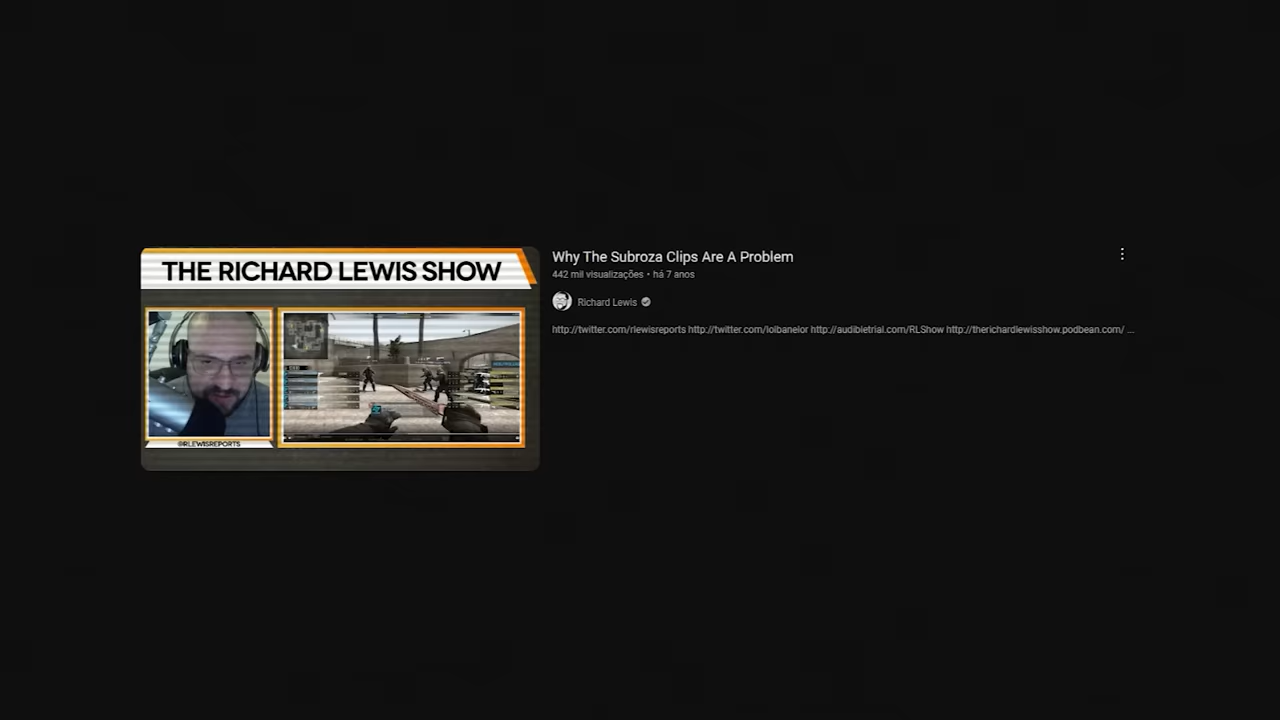 THE RICHARD LEWIS SHOW
@RLEWISREPORTS
Why The Subroza Clips Are A Problem
442 mil visualizações • há 7 anos
Richard Lewis
http://twitter.com/rlewisreports http://twitter.com/lolbanelor http://audibletrial.com/RLShow http://therichardlewisshow.podbean.com/ ...